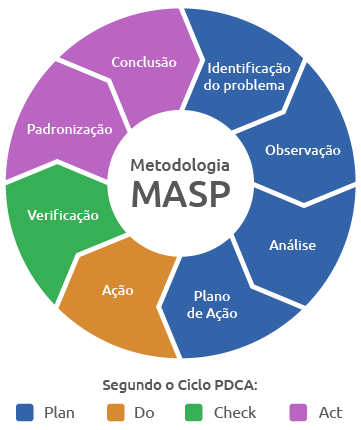 Conclusão
Identificação
do problema
Padronização
Observação
Metodologia
MASP
Verificação
Análise
Ação
Plano
de Ação
Segundo o Ciclo PDCA:
Plan
Do
Check
Act